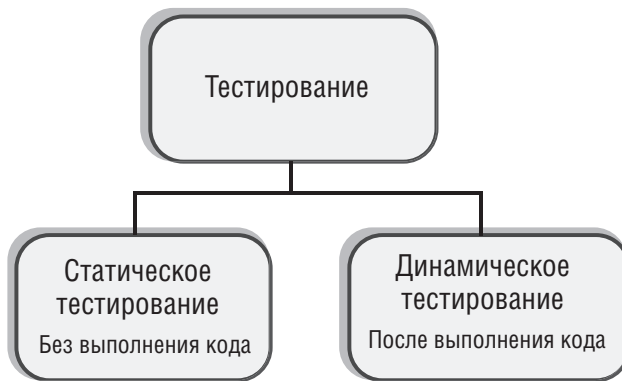 Тестирование
Статическое
тестирование
Без выполнения кода
Динамическое
тестирование
После выполнения кода